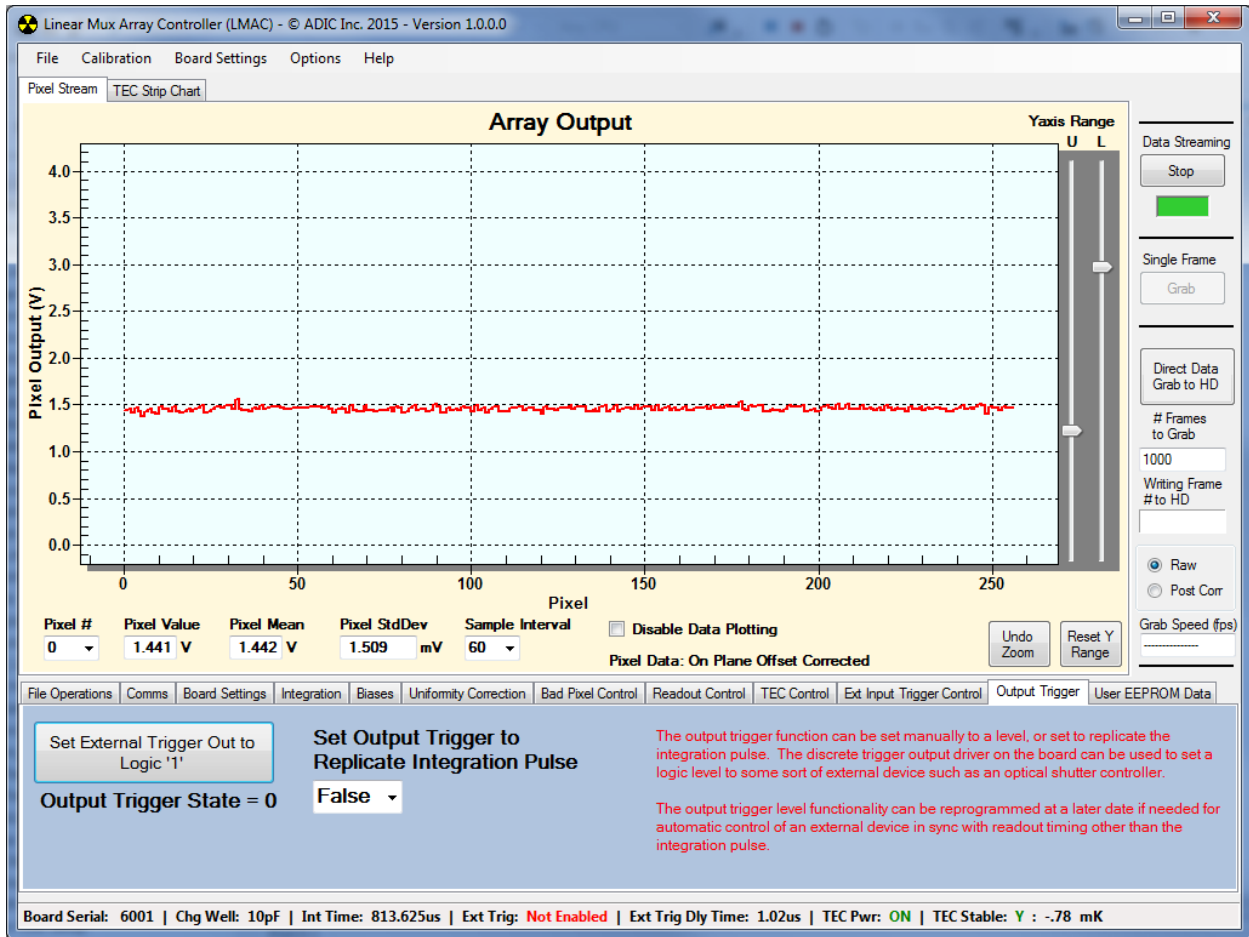 Linear Mux Array Controller (LMAC) - © ADIC Inc. 2015 - Version 1.0.0.0
File Calibration Board Settings Options Help
Pixel Stream TEC Strip Chart
Array Output
Yaxis Range
U L
4.0
3.5
3.0
2.5
2.0
1.5
1.0
0.5
0.0
Pixel Output (V)
0 50 100 150 200 250
Pixel
Pixel # Pixel Value Pixel Mean Pixel StdDev Sample Interval
0 1.441 V 1.442 V 1.509 mV 60
Disable Data Plotting
Pixel Data: On Plane Offset Corrected
Undo
Zoom
Reset Y
Range
Data Streaming
Stop
Single Frame
Grab
Direct Data
Grab to HD
# Frames
to Grab
1000
Writing Frame
# to HD
Raw
Post Corr
Grab Speed (fps)
---------------
File Operations Comms Board Settings Integration Biases Uniformity Correction Bad Pixel Control Readout Control TEC Control Ext Input Trigger Control Output Trigger User EEPROM Data
Set External Trigger Out to
Logic '1'
Output Trigger State = 0
Set Output Trigger to
Replicate Integration Pulse
False
The output trigger function can be set manually to a level, or set to replicate the
integration pulse. The discrete trigger output driver on the board can be used to set a
logic level to some sort of external device such as an optical shutter controller.
The output trigger level functionality can be reprogrammed at a later date if needed for
automatic control of an external device in sync with readout timing other than the
integration pulse.
Board Serial: 6001 | Chg Well: 10pF | Int Time: 813.625us | Ext Trig: Not Enabled | Ext Trig Dly Time: 1.02us | TEC Pwr: ON | TEC Stable: Y : -.78 mK